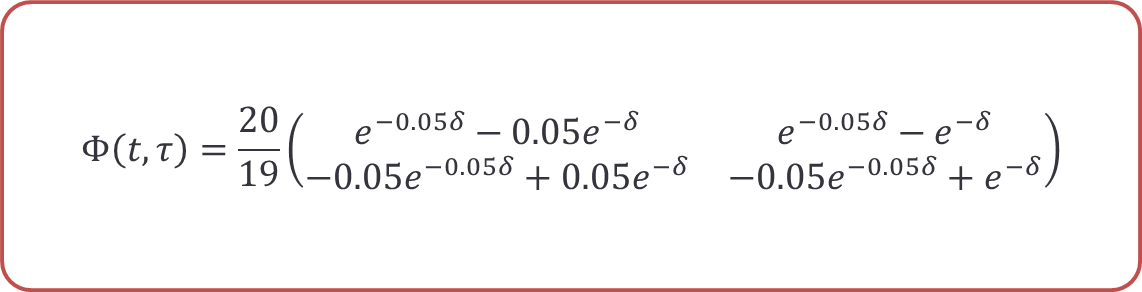 Φ(t, τ) = 20/19 ( e^{−0.05δ} − 0.05e^{−δ}    e^{−0.05δ} − e^{−δ} )
( −0.05e^{−0.05δ} + 0.05e^{−δ}    −0.05e^{−0.05δ} + e^{−δ} )